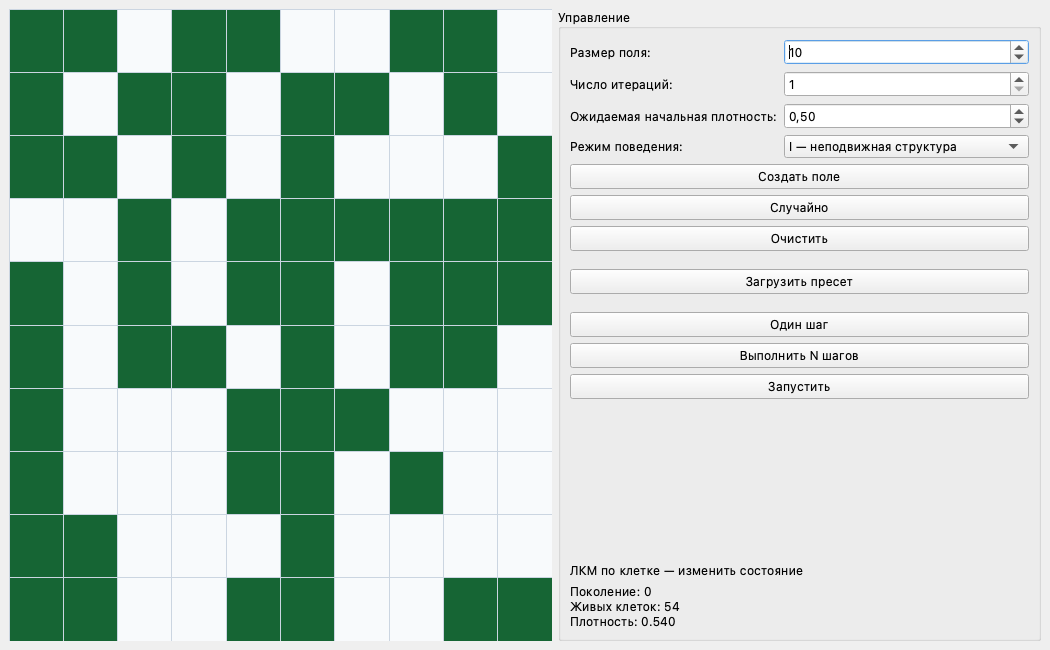 Управление
Размер поля: 10
Число итераций: 1
Ожидаемая начальная плотность: 0,50
Режим поведения: I — неподвижная структура
Создать поле
Случайно
Очистить
Загрузить пресет
Один шаг
Выполнить N шагов
Запустить
ЛКМ по клетке — изменить состояние
Поколение: 0
Живых клеток: 54
Плотность: 0.540